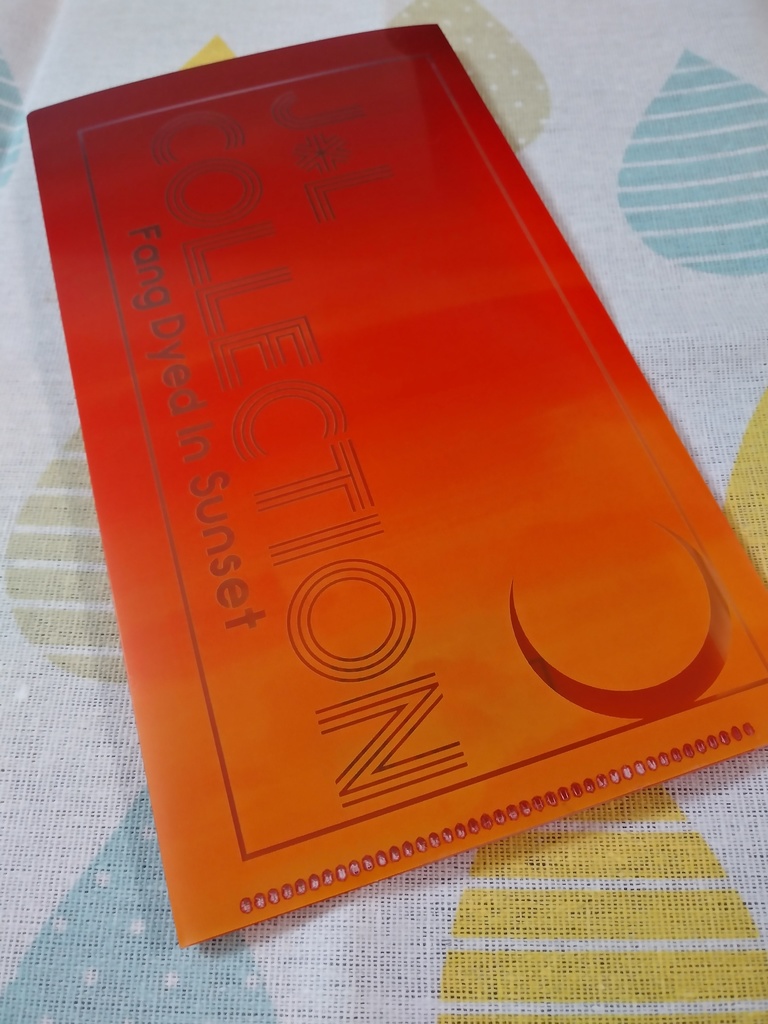 J●L
COLLECTION
Fang Dyed In Sunset